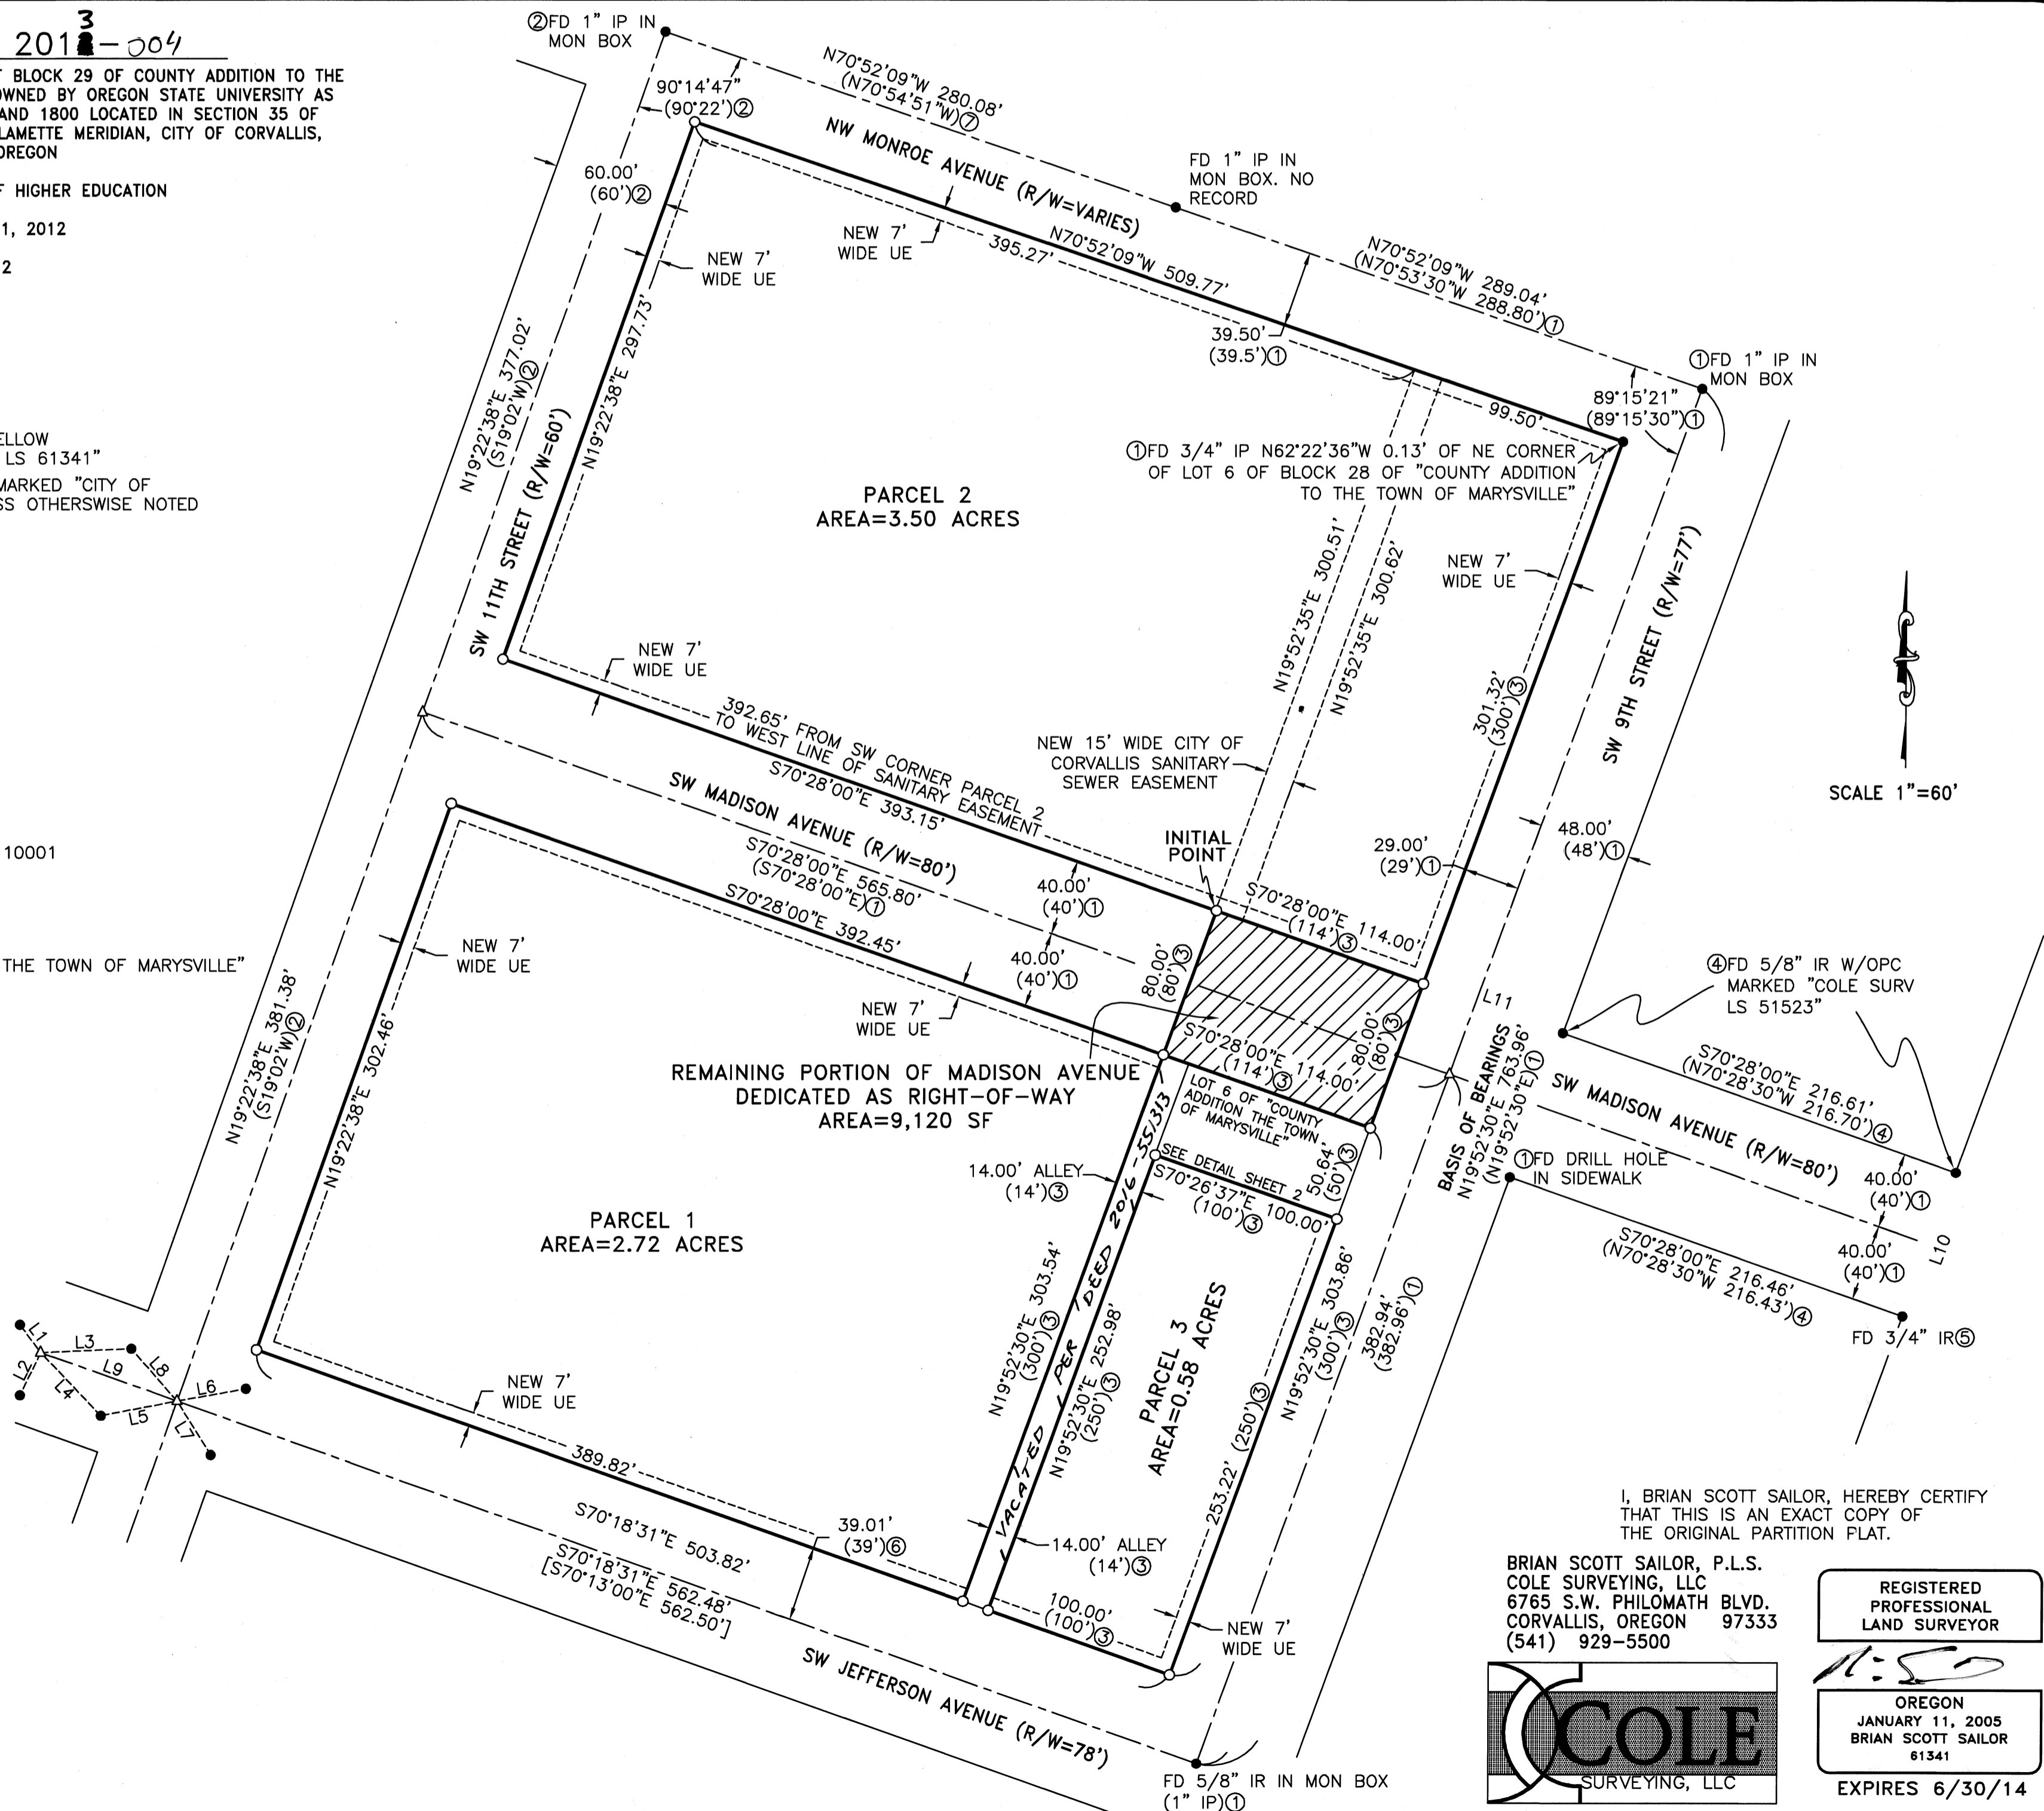 2013-004
T BLOCK 29 OF COUNTY ADDITION TO THE
OWNED BY OREGON STATE UNIVERSITY AS
AND 1800 LOCATED IN SECTION 35 OF
LAMETTE MERIDIAN, CITY OF CORVALLIS,
OREGON
F HIGHER EDUCATION
1, 2012
2
ELLOW
LS 61341"
MARKED "CITY OF
SS OTHERSWISE NOTED
10001
THE TOWN OF MARYSVILLE"
②FD 1" IP IN
MON BOX
90°14'47"
(90°22')②
N70°52'09"W 280.08'
(N70°54'51"W)⑦
NW MONROE AVENUE (R/W=VARIES)
FD 1" IP IN
MON BOX. NO
RECORD
60.00'
(60')②
NEW 7'
WIDE UE
NEW 7'
WIDE UE
N70°52'09"W 509.77'
395.27'
N70°52'09"W 289.04'
(N70°53'30"W 288.80')①
39.50'
(39.5')①
①FD 1" IP IN
MON BOX
89°15'21"
(89°15'30")①
99.50'
①FD 3/4" IP N62°22'36"W 0.13' OF NE CORNER
OF LOT 6 OF BLOCK 28 OF "COUNTY ADDITION
TO THE TOWN OF MARYSVILLE"
N19°22'38"E 377.02'
(S19°02'W)②
SW 11TH STREET (R/W=60')
N19°22'38"E 297.73'
PARCEL 2
AREA=3.50 ACRES
N19°52'35"E 300.51'
N19°52'35"E 300.62'
NEW 7'
WIDE UE
301.32'
(300')③
SW 9TH STREET (R/W=77')
SCALE 1"=60'
NEW 7'
WIDE UE
392.65' FROM SW CORNER PARCEL 2
TO WEST LINE OF SANITARY EASEMENT
S70°28'00"E 393.15'
NEW 15' WIDE CITY OF
CORVALLIS SANITARY
SEWER EASEMENT
INITIAL
POINT
29.00'
(29')①
48.00'
(48')①
SW MADISON AVENUE (R/W=80')
S70°28'00"E 565.80'
(S70°28'00"E)①
S70°28'00"E 392.45'
40.00'
(40')①
40.00'
(40')①
S70°28'00"E 114.00'
(114')③
80.00'
(80')③
80.00'
(80')③
S70°28'00"E 114.00'
(114')③
NEW 7'
WIDE UE
NEW 7'
WIDE UE
REMAINING PORTION OF MADISON AVENUE
DEDICATED AS RIGHT-OF-WAY
AREA=9,120 SF
LOT 6 OF "COUNTY
ADDITION THE TOWN
OF MARYSVILLE"
SEE DETAIL SHEET 2
S70°26'37"E 100.00'
(100')③
50.64'
(50')③
L11
BASIS OF BEARINGS
N19°52'30"E 763.96'
(N19°52'30"E)①
④FD 5/8" IR W/OPC
MARKED "COLE SURV
LS 51523"
S70°28'00"E 216.61'
(N70°28'30"W 216.70')④
SW MADISON AVENUE (R/W=80')
①FD DRILL HOLE
IN SIDEWALK
40.00'
(40')①
40.00'
(40')①
L10
S70°28'00"E 216.46'
(N70°28'30"W 216.43')④
FD 3/4" IR⑤
N19°22'38"E 381.38'
(S19°02'W)②
N19°22'38"E 302.46'
PARCEL 1
AREA=2.72 ACRES
14.00' ALLEY
(14')③
VACATED PER DEED 2016-551313
N19°52'30"E 303.54'
(300')③
N19°52'30"E 252.98'
(250')③
PARCEL 3
AREA=0.58 ACRES
253.22' (250')③
N19°52'30"E 303.86'
(300')③
382.94'
(382.96')①
L1
L2
L3
L4
L5
L6
L7
L8
L9
NEW 7'
WIDE UE
389.82'
S70°18'31"E 503.82'
S70°18'31"E 562.48'
[S70°13'00"E 562.50']
39.01'
(39')⑥
14.00' ALLEY
(14')③
100.00'
(100')③
NEW 7'
WIDE UE
SW JEFFERSON AVENUE (R/W=78')
FD 5/8" IR IN MON BOX
(1" IP)①
I, BRIAN SCOTT SAILOR, HEREBY CERTIFY
THAT THIS IS AN EXACT COPY OF
THE ORIGINAL PARTITION PLAT.
BRIAN SCOTT SAILOR, P.L.S.
COLE SURVEYING, LLC
6765 S.W. PHILOMATH BLVD.
CORVALLIS, OREGON 97333
(541) 929-5500
COLE
SURVEYING, LLC
REGISTERED
PROFESSIONAL
LAND SURVEYOR
OREGON
JANUARY 11, 2005
BRIAN SCOTT SAILOR
61341
EXPIRES 6/30/14